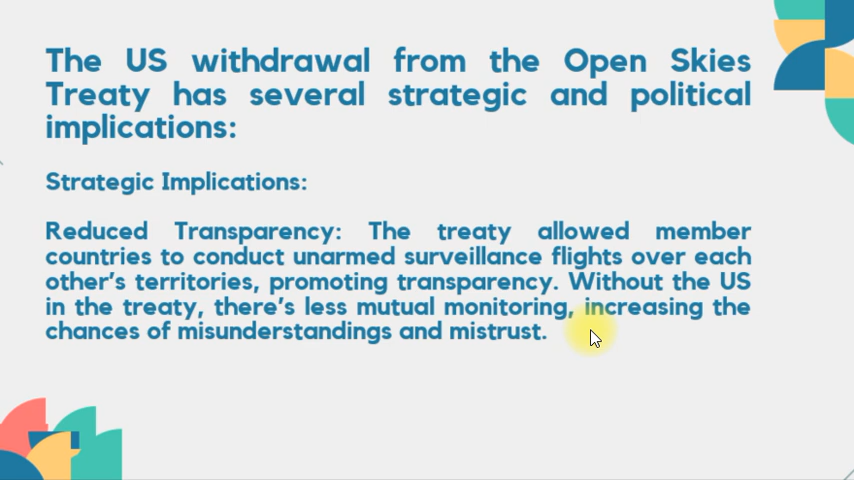 The US withdrawal from the Open Skies
Treaty has several strategic and political
implications:
Strategic Implications:
Reduced Transparency: The treaty allowed member
countries to conduct unarmed surveillance flights over each
other's territories, promoting transparency. Without the US
in the treaty, there's less mutual monitoring, increasing the
chances of misunderstandings and mistrust.